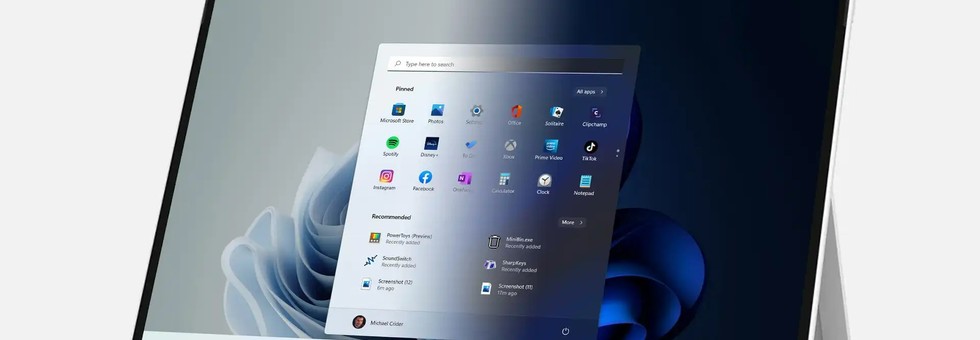 Type here to search
Pinned
All apps >
Microsoft Store
Photos
Settings
Office
Solitaire
Clipchamp
Spotify
Disney+
To Do
Xbox
Prime Video
TikTok
Instagram
Facebook
OneNote
Calculator
Clock
Notepad
Recommended
More >
PowerToys (Preview)
Recently added
MiniBin.exe
Recently added
SoundSwitch
Recently added
SharpKeys
Recently added
Screenshot (12)
6m ago
Screenshot (11)
11m ago
Michael Crider